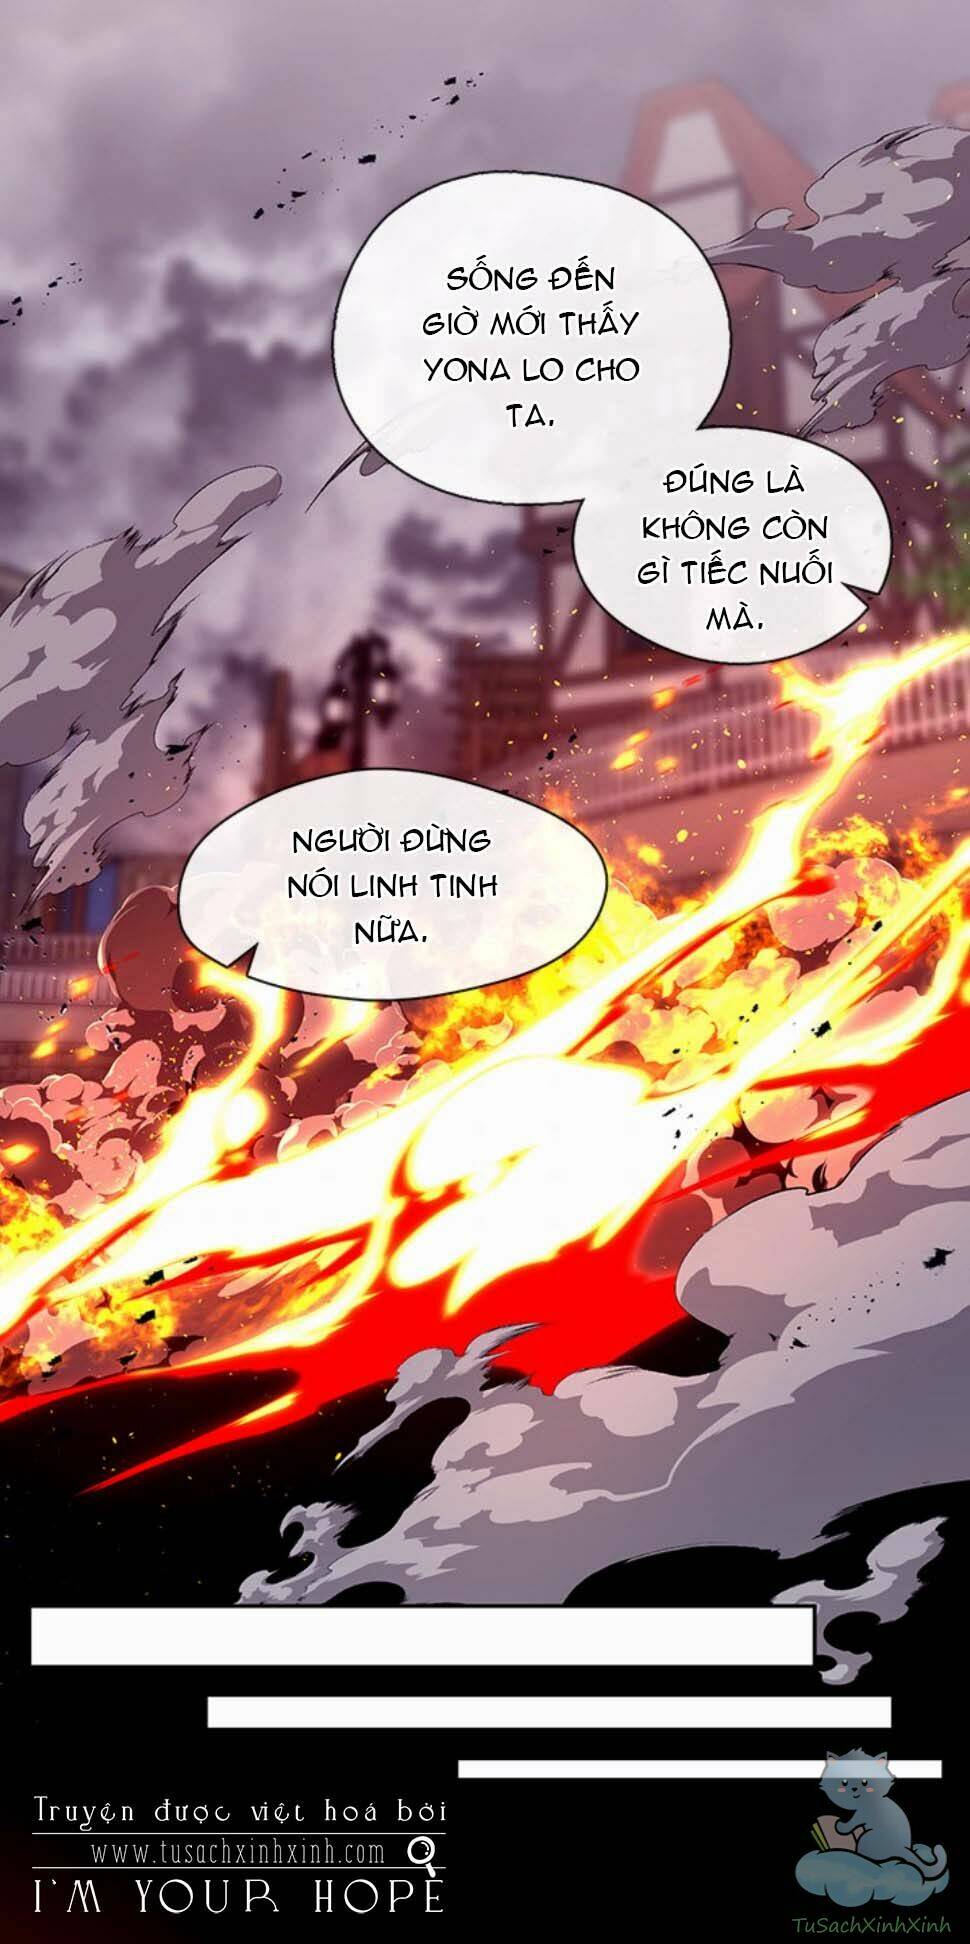 SỐNG ĐẾN
GIỜ MỚI THẤY
YONA LO CHO
TA.
ĐÚNG LÀ
KHÔNG CÒN
GÌ TIẾC NUỐI
MÀ.
NGƯỜI ĐỪNG
NÓI LINH TINH
NỮA.
Truyện được việt hoá bởi
www.tusachxinhxinh.com
I'M YOUR HOPE
TuSachXinhXinh